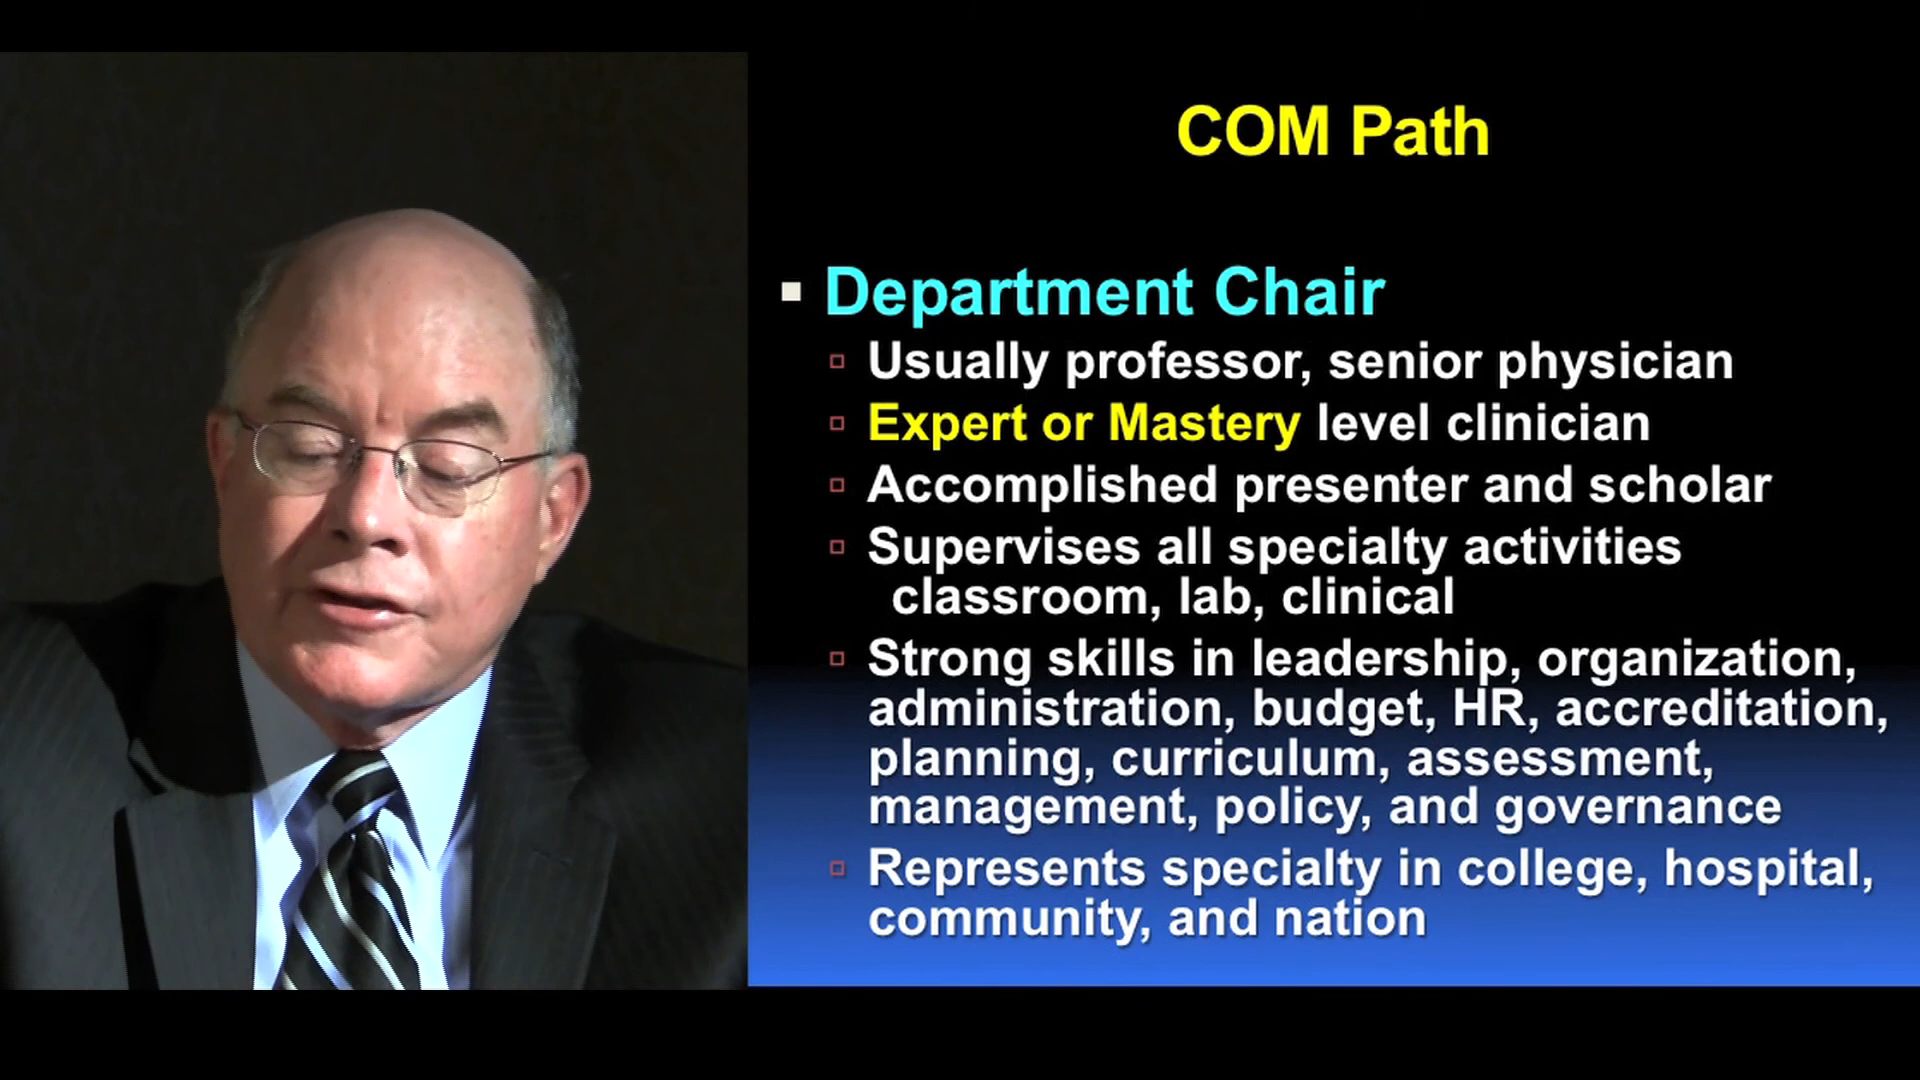 COM Path
Department Chair
Usually professor, senior physician
Expert or Mastery level clinician
Accomplished presenter and scholar
Supervises all specialty activities
classroom, lab, clinical
Strong skills in leadership, organization,
administration, budget, HR, accreditation,
planning, curriculum, assessment,
management, policy, and governance
Represents specialty in college, hospital,
community, and nation